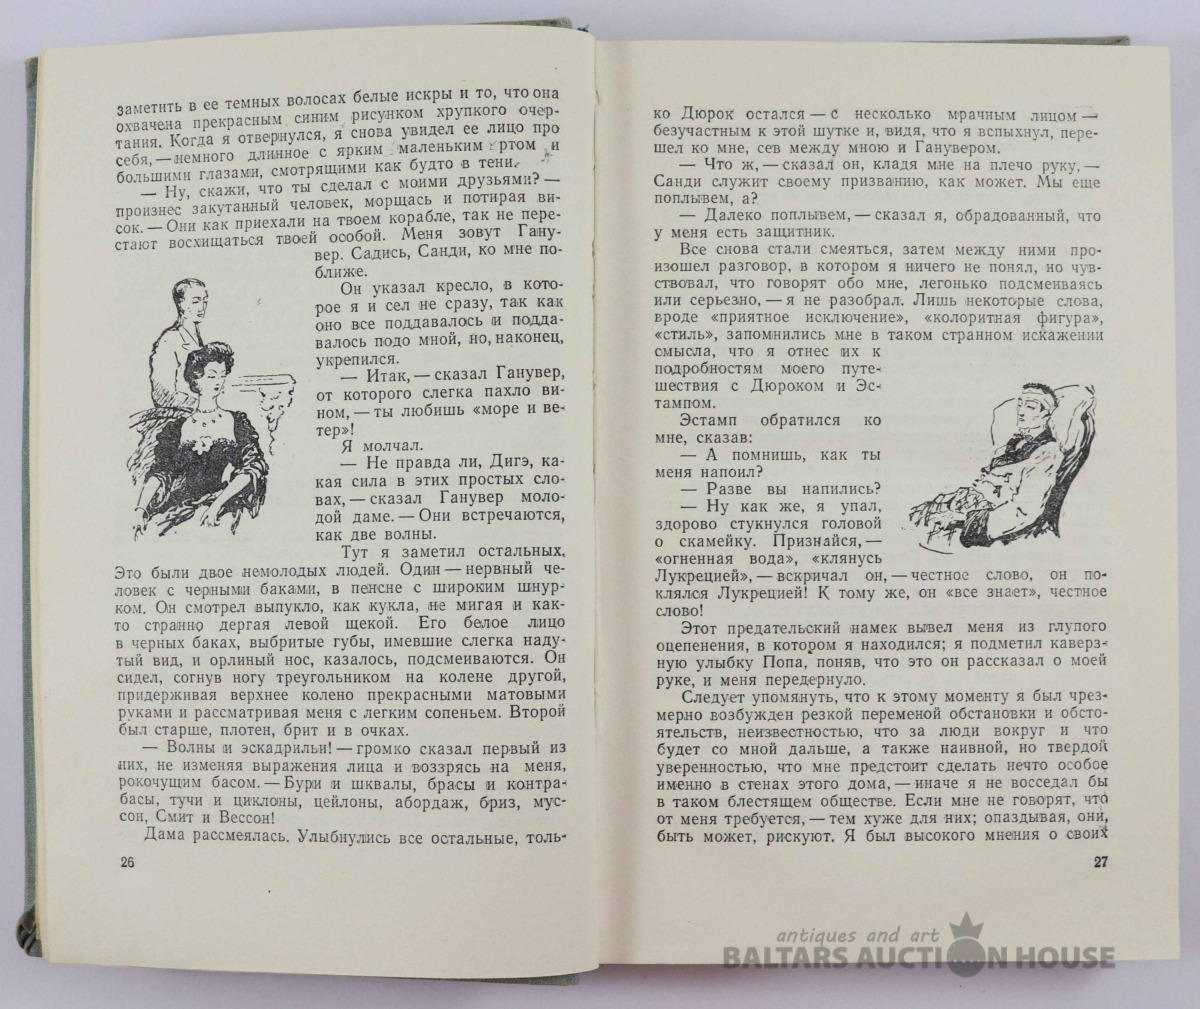 заметить в ее темных волосах белые искры и то, что она
охвачена прекрасным синим рисунком хрупкого очер-
тания. Когда я отвернулся, я снова увидел ее лицо про
себя, — немного длинное с ярким маленьким ртом и
большими глазами, смотрящими как будто в тени.
— Ну, скажи, что ты сделал с моими друзьями? —
произнес закутанный человек, морщась и потирая ви-
сок. — Они как приехали на твоем корабле, так не пере-
стают восхищаться твоей особой. Меня зовут Гану-
вер. Садись, Санди, ко мне по-
ближе.
Он указал кресло, в кото-
рое я и сел не сразу, так как
оно все поддавалось и подда-
валось подо мной, но, наконец,
укрепился.
— Итак, — сказал Ганувер,
от которого слегка пахло ви-
ном, — ты любишь «море и ве-
тер»!
Я молчал.
— Не правда ли, Дигэ, ка-
кая сила в этих простых сло-
вах, — сказал Ганувер моло-
дой даме. — Они встречаются,
как две волны.
Тут я заметил остальных.
Это были двое немолодых людей. Один — нервный че-
ловек с черными баками, в пенсне с широким шнур-
ком. Он смотрел выпукло, как кукла, не мигая и как-
то странно дергая левой щекой. Его белое лицо
в черных баках, выбритые губы, имевшие слегка наду-
тый вид, и орлиный нос, казалось, подсмеиваются. Он
сидел, согнув ногу треугольником на колене другой,
придерживая верхнее колено прекрасными матовыми
руками и рассматривая меня с легким сопеньем. Второй
был старше, плотен, брит и в очках.
— Волны и эскадрильи! — громко сказал первый из
них, не изменяя выражения лица и воззрясь на меня,
рокочущим басом. — Бури и шквалы, брасы и контра-
басы, тучи и циклоны, цейлоны, абордаж, бриз, мус-
сон, Смит и Вессон!
Дама рассмеялась. Улыбнулись все остальные, толь-
26
ко Дюрок остался — с несколько мрачным лицом —
безучастным к этой шутке и, видя, что я вспыхнул, пере-
шел ко мне, сев между мною и Ганувером.
— Что ж, — сказал он, кладя мне на плечо руку, —
Санди служит своему призванию, как может. Мы еще
поплывем, а?
— Далеко поплывем, — сказал я, обрадованный, что
у меня есть защитник.
Все снова стали смеяться, затем между ними про-
изошел разговор, в котором я ничего не понял, но чув-
ствовал, что говорят обо мне, легонько подсмеиваясь
или серьезно, — я не разобрал. Лишь некоторые слова,
вроде «приятное исключение», «колоритная фигура»,
«стиль», запомнились мне в таком странном искажении
смысла, что я отнес их к
подробностям моего путе-
шествия с Дюроком и Эс-
тампом.
Эстамп обратился ко
мне, сказав:
— А помнишь, как ты
меня напоил?
— Разве вы напились?
— Ну как же, я упал,
здорово стукнулся головой
о скамейку. Признайся, —
«огненная вода», «клянусь
Лукрецией», — вскричал он, — честное слово, он по-
клялся Лукрецией! К тому же, он «все знает», честное
слово!
Этот предательский намек вывел меня из глупого
оцепенения, в котором я находился; я подметил каверз-
ную улыбку Попа, поняв, что это он рассказал о моей
руке, и меня передернуло.
Следует упомянуть, что к этому моменту я был чрез-
мерно возбужден резкой переменой обстановки и обсто-
ятельств, неизвестностью, что за люди вокруг и что
будет со мной дальше, а также наивной, но твердой
уверенностью, что мне предстоит сделать нечто особое
именно в стенах этого дома, — иначе я не восседал бы
в таком блестящем обществе. Если мне не говорят, что
от меня требуется, — тем хуже для них; опаздывая, они,
быть может, рискуют. Я был высокого мнения о своих
27
antiques and art
BALTARS AUCTION HOUSE